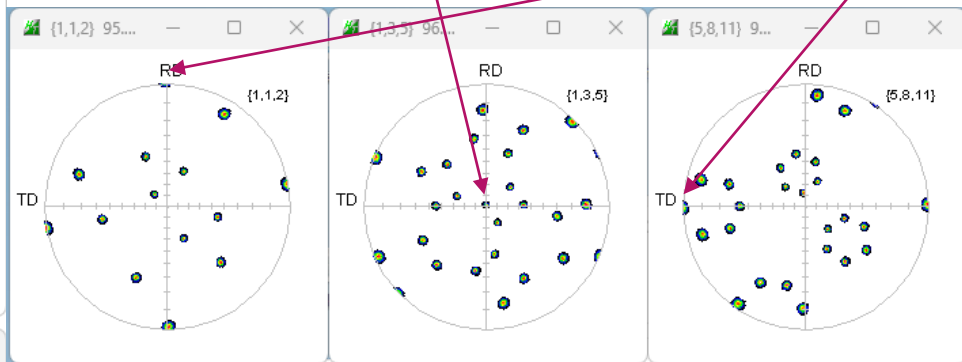 {1,1,2} 95....
RD
{1,1,2}
TD
{1,3,5} 96....
RD
{1,3,5}
TD
{5,8,11} 9...
RD
{5,8,11}
TD